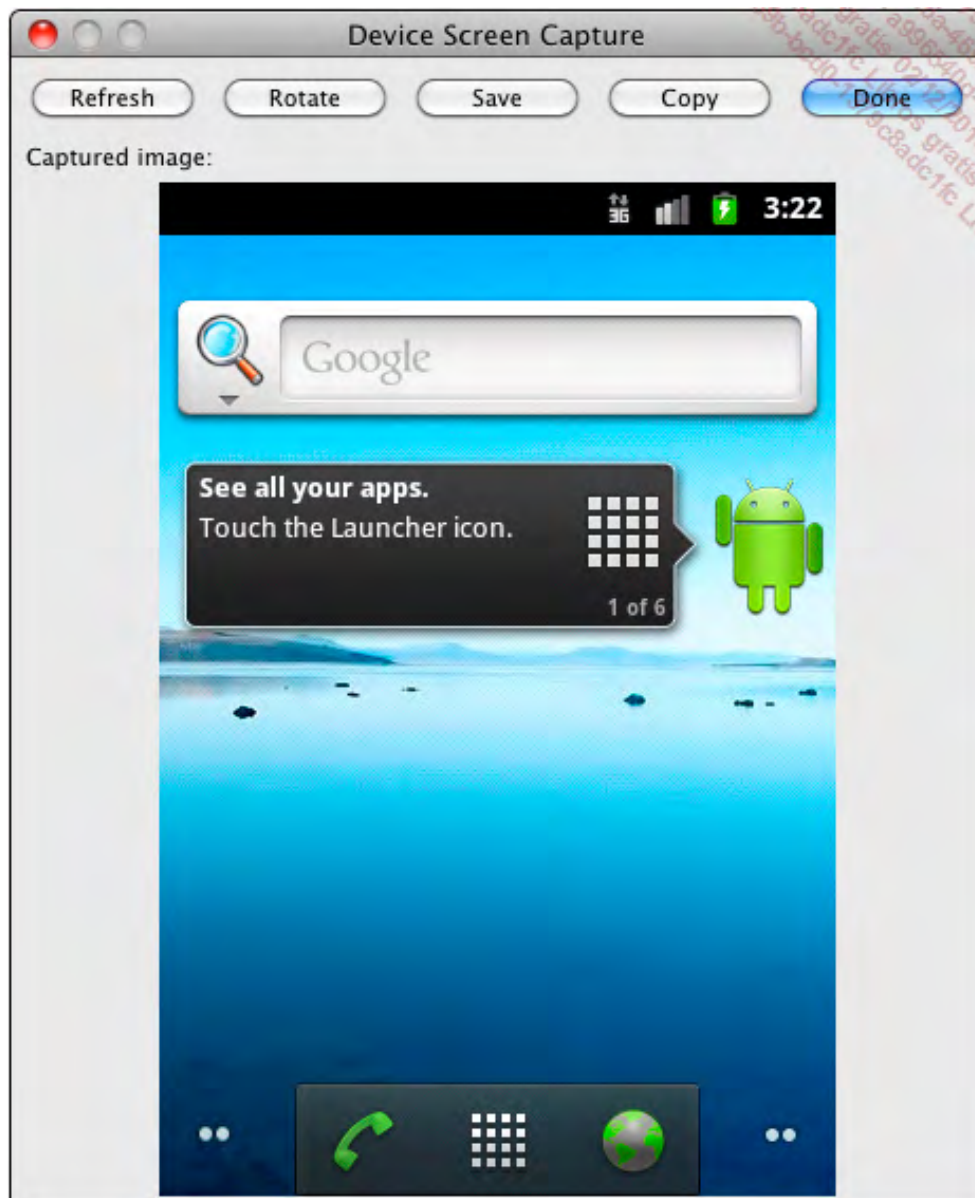 Device Screen Capture
Refresh Rotate Save Copy Done
Captured image:
3G 3:22
Google
See all your apps.
Touch the Launcher icon.
1 of 6